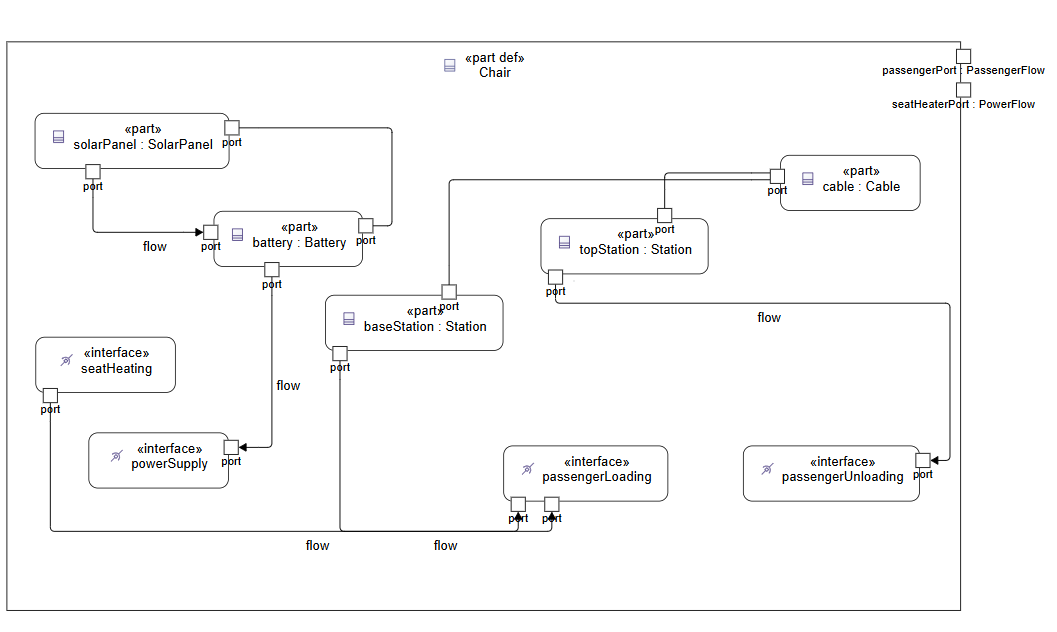 «part def»
Chair
passengerPort : PassengerFlow
seatHeaterPort : PowerFlow
«part»
solarPanel : SolarPanel
port
port
«part»
cable : Cable
port
«part»
battery : Battery
port
port
port
flow
«part»
topStation : Station
port
port
«part»
baseStation : Station
port
port
flow
«interface»
seatHeating
port
flow
«interface»
powerSupply
port
«interface»
passengerLoading
port
port
«interface»
passengerUnloading
port
flow
flow